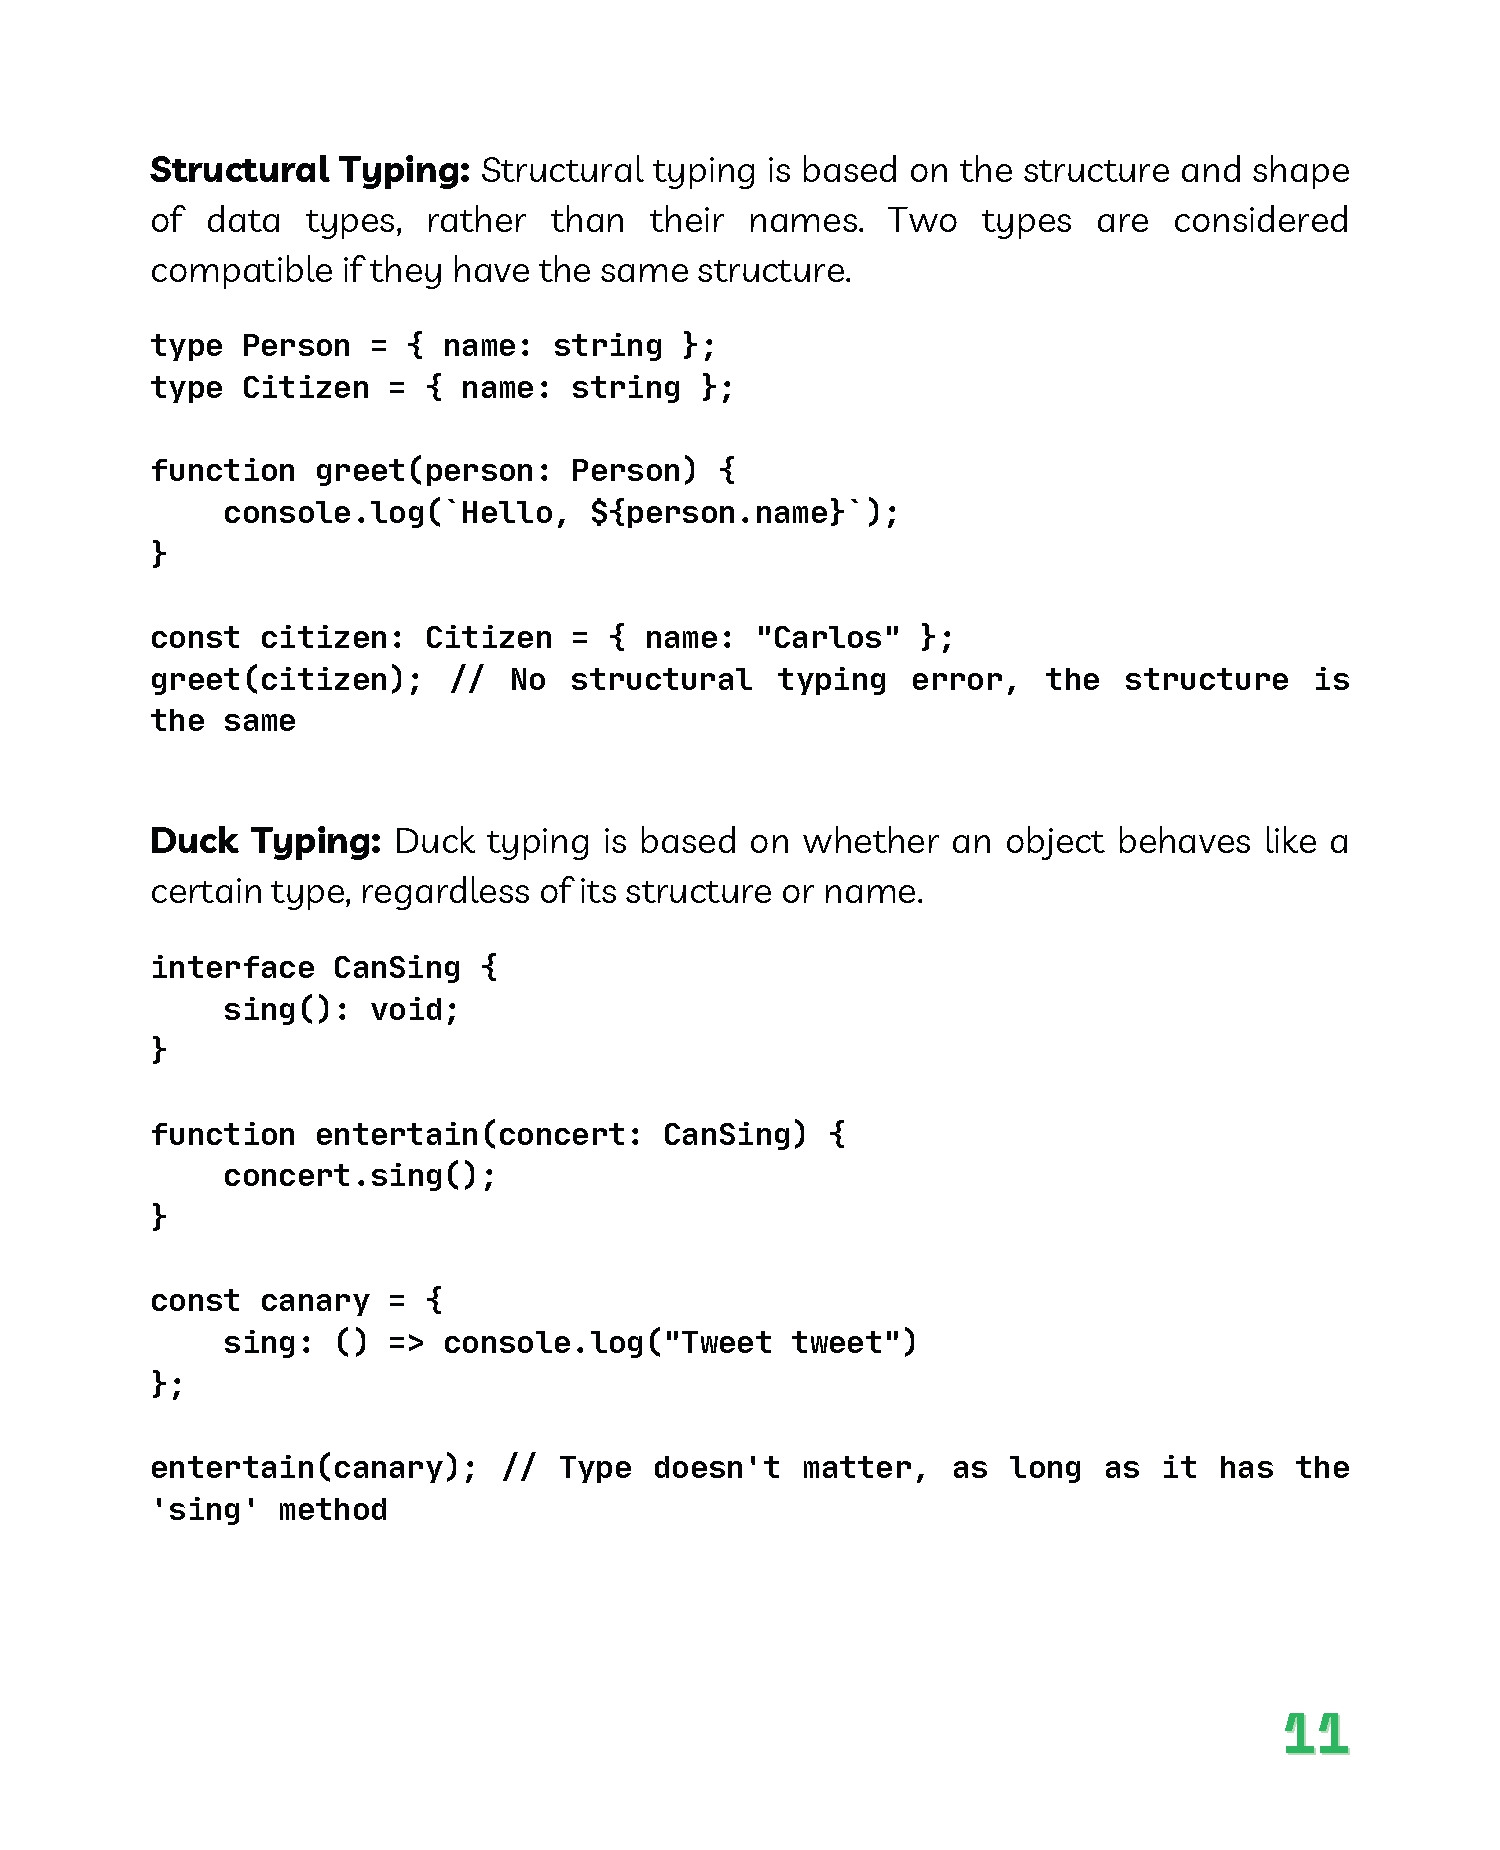 Structural Typing: Structural typing is based on the structure and shape
of data types, rather than their names. Two types are considered
compatible if they have the same structure.
type Person = { name: string };
type Citizen = { name: string };
function greet(person: Person) {
    console.log(`Hello, ${person.name}`);
}
const citizen: Citizen = { name: "Carlos" };
greet(citizen); // No structural typing error, the structure is
the same
Duck Typing: Duck typing is based on whether an object behaves like a
certain type, regardless of its structure or name.
interface CanSing {
    sing(): void;
}
function entertain(concert: CanSing) {
    concert.sing();
}
const canary = {
    sing: () => console.log("Tweet tweet")
};
entertain(canary); // Type doesn't matter, as long as it has the
'sing' method
11